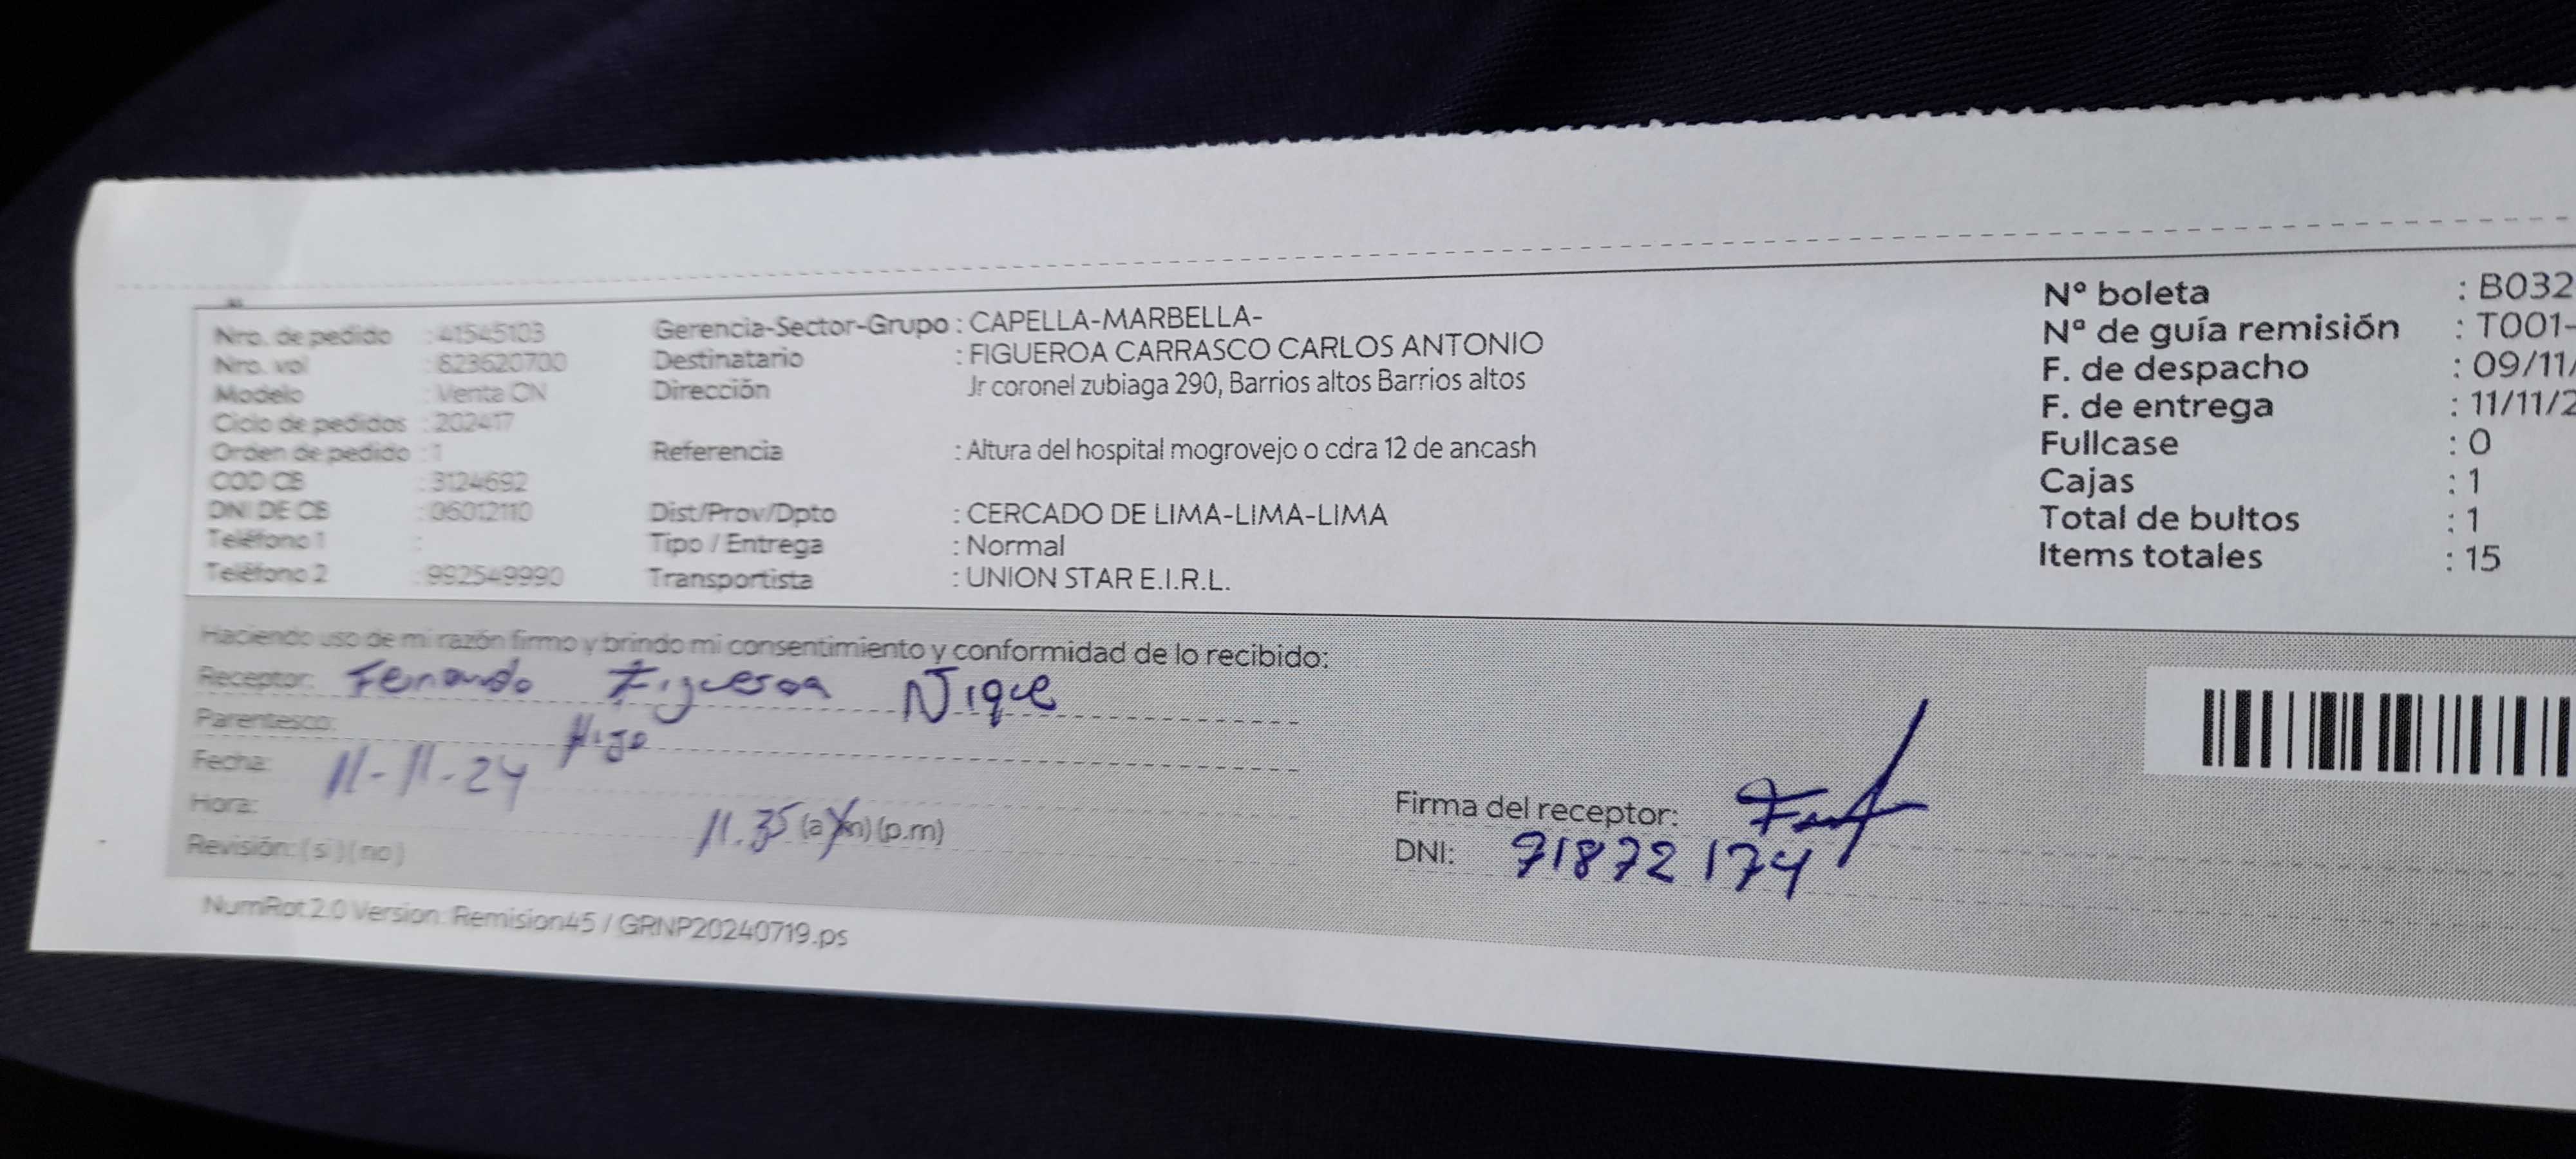 Nro. de pedido : 41545103
Nro. vol : 823620700
Modelo : Venta CN
Ciclo de pedidos : 202417
Orden de pedido : 1
COD CB : 3124692
DNI DE CB : 06012110
Teléfono 1 :
Teléfono 2 : 992549990
Gerencia-Sector-Grupo : CAPELLA-MARBELLA-
Destinatario : FIGUEROA CARRASCO CARLOS ANTONIO
Dirección Jr coronel zubiaga 290, Barrios altos Barrios altos
Referencia : Altura del hospital mogrovejo o cdra 12 de ancash
Dist/Prov/Dpto : CERCADO DE LIMA-LIMA-LIMA
Tipo / Entrega : Normal
Transportista : UNION STAR E.I.R.L.
Nº boleta : B032
Nº de guía remisión : T001-
F. de despacho : 09/11/
F. de entrega : 11/11/2
Fullcase : 0
Cajas : 1
Total de bultos : 1
Items totales : 15
Haciendo uso de mi razón firmo y brindo mi consentimiento y conformidad de lo recibido:
Receptor: Fernando Figueroa Nique
Parentesco: Hijo
Fecha: 11-11-24
Hora: 11.35 (a.m) (p.m)
Revisión: (si) (no)
Firma del receptor:
DNI: 71872174
NumRot 2.0 Version: Remision45 / GRNP20240719.ps